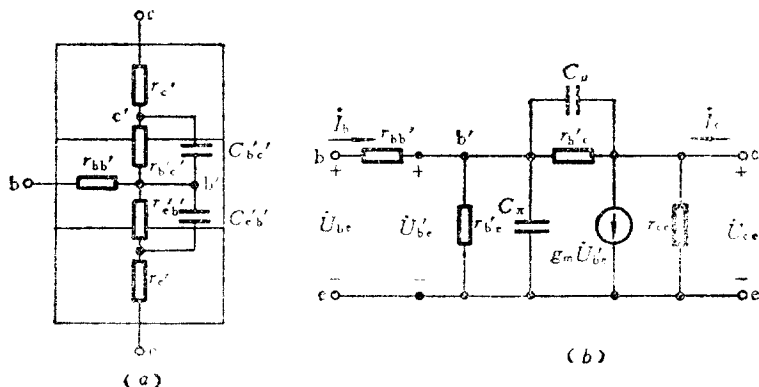 c
r_c'
c'
r_b'c'
C_b'c'
r_bb'
b
b'
r_e'b'
C_e'b'
r_e'
e
(a)
C_μ
İ_b
r_bb'
b'
r_b'c
İ_c
b
c
+
+
+
U̇_be
U̇_b'e
r_b'e
C_π
g_m U̇_b'e
r_ce
U̇_ce
−
−
−
e
e
(b)